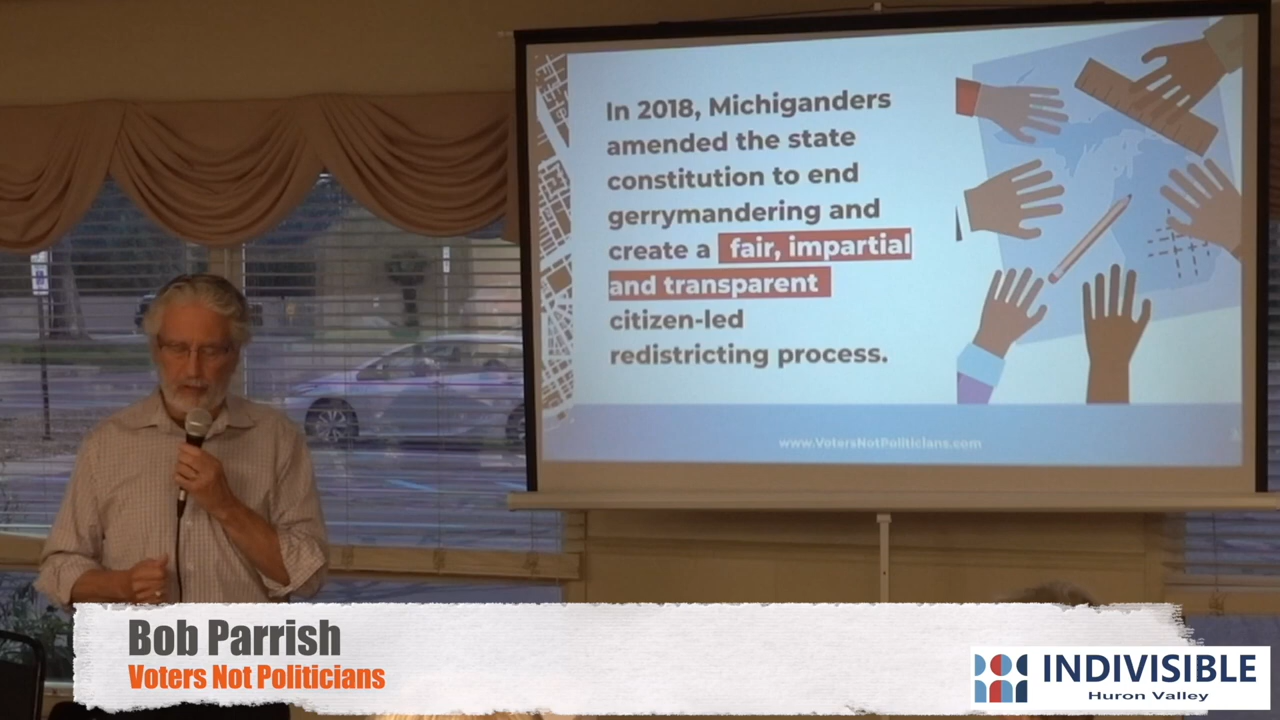 In 2018, Michiganders
amended the state
constitution to end
gerrymandering and
create a fair, impartial
and transparent
citizen-led
redistricting process.
www.VotersNotPoliticians.com
Bob Parrish
Voters Not Politicians
INDIVISIBLE
Huron Valley